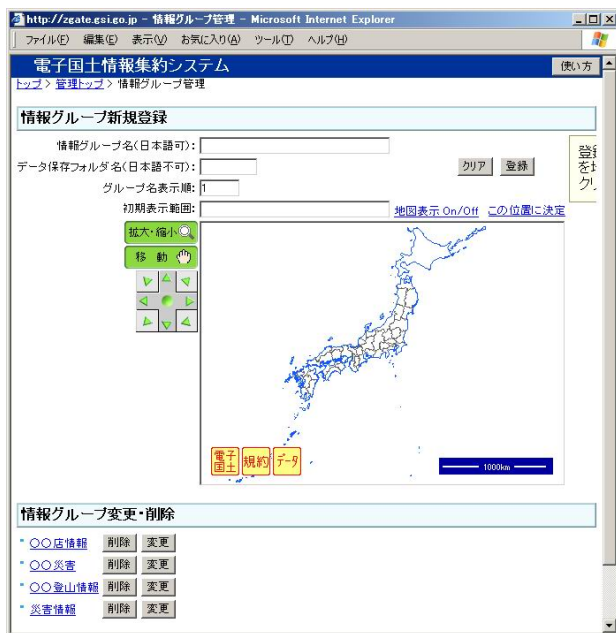 http://zgate.gsi.go.jp - 情報グループ管理 - Microsoft Internet Explorer
ファイル(F) 編集(E) 表示(V) お気に入り(A) ツール(T) ヘルプ(H)
電子国土情報集約システム 使い方
トップ> 管理トップ> 情報グループ管理
情報グループ新規登録
情報グループ名(日本語可):
データ保存フォルダ名(日本語不可): クリア 登録
グループ名表示順: 1
初期表示範囲: 地図表示 On/Off この位置に決定
拡大・縮小
移動
電子国土 規約 データ
1000km
情報グループ変更・削除
〇〇店情報 削除 変更
〇〇災害 削除 変更
〇〇登山情報 削除 変更
災害情報 削除 変更